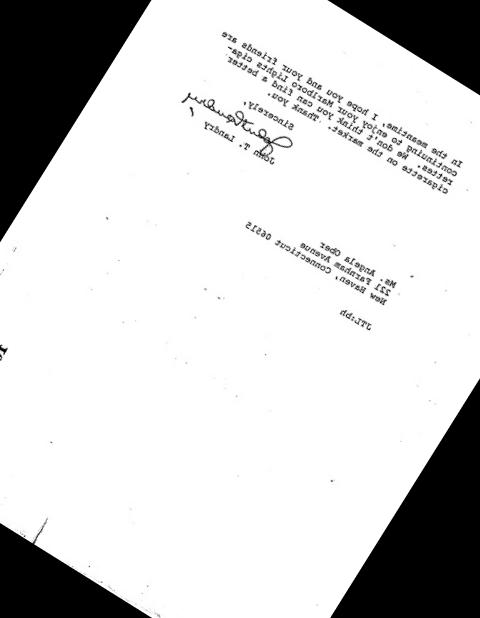 In the meantime, I hope you and your friends are
continuing to enjoy your Marlboro Lights ciga-
rettes. We don't think you can find a better
cigarette on the market. Thank you.
Sincerely,
John T. Landry
John T. Landry
Ms. Angela Ober
221 Farnham Avenue
New Haven, Connecticut 06515
JTL:bh